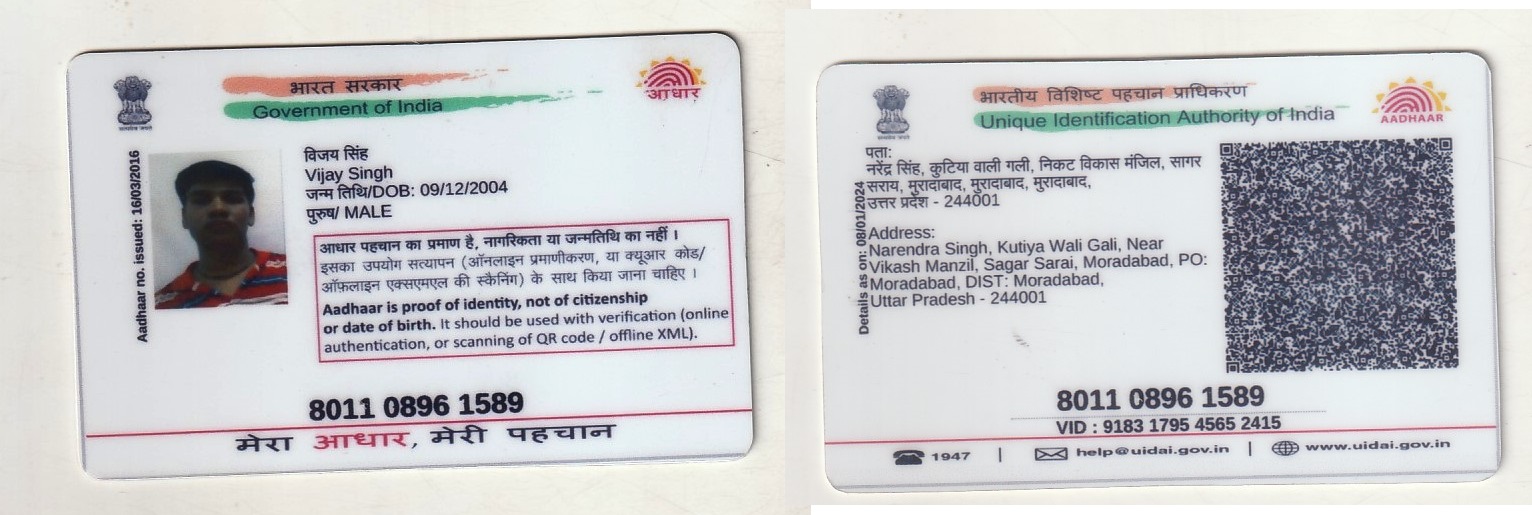 भारत सरकार
Government of India
आधार
Aadhaar no. issued: 16/03/2016
विजय सिंह
Vijay Singh
जन्म तिथि/DOB: 09/12/2004
पुरुष/ MALE
आधार पहचान का प्रमाण है, नागरिकता या जन्मतिथि का नहीं ।
इसका उपयोग सत्यापन (ऑनलाइन प्रमाणीकरण, या क्यूआर कोड/
ऑफ़लाइन एक्सएमएल की स्कैनिंग) के साथ किया जाना चाहिए ।
Aadhaar is proof of identity, not of citizenship
or date of birth. It should be used with verification (online
authentication, or scanning of QR code / offline XML).
8011 0896 1589
मेरा आधार, मेरी पहचान
भारतीय विशिष्ट पहचान प्राधिकरण
Unique Identification Authority of India
AADHAAR
Details as on: 08/01/2024
पता:
नरेंद्र सिंह, कुटिया वाली गली, निकट विकास मंजिल, सागर
सराय, मुरादाबाद, मुरादाबाद, मुरादाबाद,
उत्तर प्रदेश - 244001
Address:
Narendra Singh, Kutiya Wali Gali, Near
Vikash Manzil, Sagar Sarai, Moradabad, PO:
Moradabad, DIST: Moradabad,
Uttar Pradesh - 244001
8011 0896 1589
VID : 9183 1795 4565 2415
1947 | help@uidai.gov.in | www.uidai.gov.in